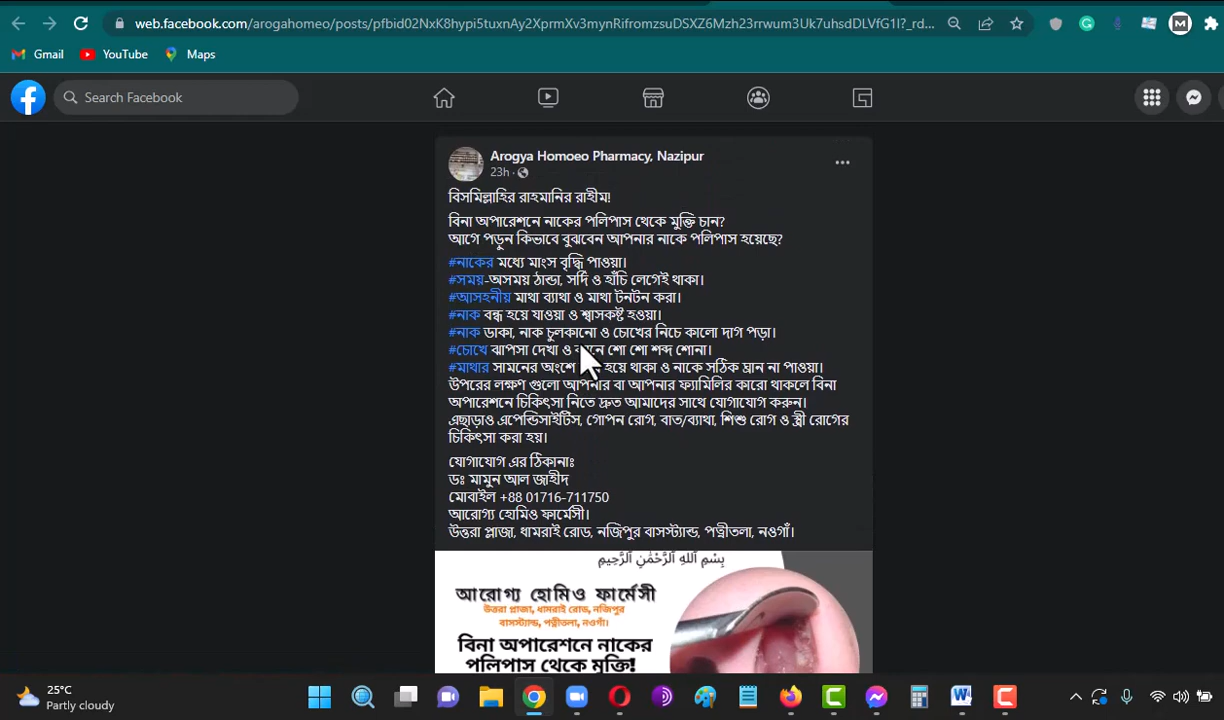 web.facebook.com/arogahomeo/posts/pfbid02NxK8hypi5tuxnAy2XprmXv3mynRifromzsuDSXZ6Mzh23rrwum3Uk7uhsdDLVfG1l?_rd...
Gmail YouTube Maps
Search Facebook
Arogya Homoeo Pharmacy, Nazipur
23h ·
বিসমিল্লাহির রাহমানির রাহীম!
বিনা অপারেশনে নাকের পলিপাস থেকে মুক্তি চান?
আগে পড়ুন কিভাবে বুঝবেন আপনার নাকে পলিপাস হয়েছে?
#নাকের মধ্যে মাংস বৃদ্ধি পাওয়া।
#সময়-অসময় ঠান্ডা, সর্দি ও হাঁচি লেগেই থাকা।
#আসহনীয় মাথা ব্যাথা ও মাথা টনটন করা।
#নাক বন্ধ হয়ে যাওয়া ও শ্বাসকষ্ট হওয়া।
#নাক ডাকা, নাক চুলকানো ও চোখের নিচে কালো দাগ পড়া।
#চোখে ঝাপসা দেখা ও কানে শো শো শব্দ শোনা।
#মাথার সামনের অংশে হয়ে থাকা ও নাকে সঠিক ঘ্রান না পাওয়া।
উপরের লক্ষণ গুলো আপনার বা আপনার ফ্যামিলির কারো থাকলে বিনা
অপারেশনে চিকিৎসা নিতে দ্রুত আমাদের সাথে যোগাযোগ করুন।
এছাড়াও এপেন্ডিসাইটিস, গোপন রোগ, বাত/ব্যাথা, শিশু রোগ ও স্ত্রী রোগের
চিকিৎসা করা হয়।
যোগাযোগ এর ঠিকানাঃ
ডঃ মামুন আল জাহীদ
মোবাইল +88 01716-711750
আরোগ্য হোমিও ফার্মেসী।
উত্তরা প্লাজা, ধামরাই রোড, নজিপুর বাসস্ট্যান্ড, পত্নীতলা, নওগাঁ।
بِسْمِ ٱللَّهِ ٱلرَّحْمَٰنِ ٱلرَّحِيمِ
আরোগ্য হোমিও ফার্মেসী
উত্তরা প্লাজা, ধামরাই রোড, নজিপুর
বাসস্ট্যান্ড, পত্নীতলা, নওগাঁ।
বিনা অপারেশনে নাকের
পলিপাস থেকে মুক্তি!
25°C
Partly cloudy